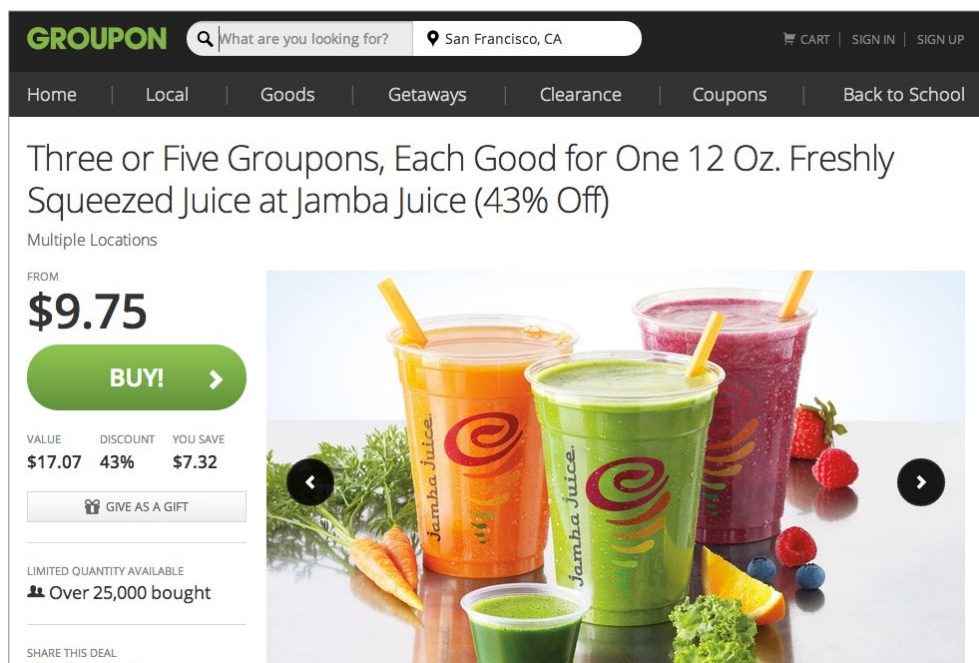 GROUPON
What are you looking for?
San Francisco, CA
CART | SIGN IN | SIGN UP
Home | Local | Goods | Getaways | Clearance | Coupons | Back to School
Three or Five Groupons, Each Good for One 12 Oz. Freshly
Squeezed Juice at Jamba Juice (43% Off)
Multiple Locations
FROM
$9.75
BUY!
VALUE DISCOUNT YOU SAVE
$17.07 43% $7.32
GIVE AS A GIFT
LIMITED QUANTITY AVAILABLE
Over 25,000 bought
SHARE THIS DEAL
jamba juice.
jamba juice.